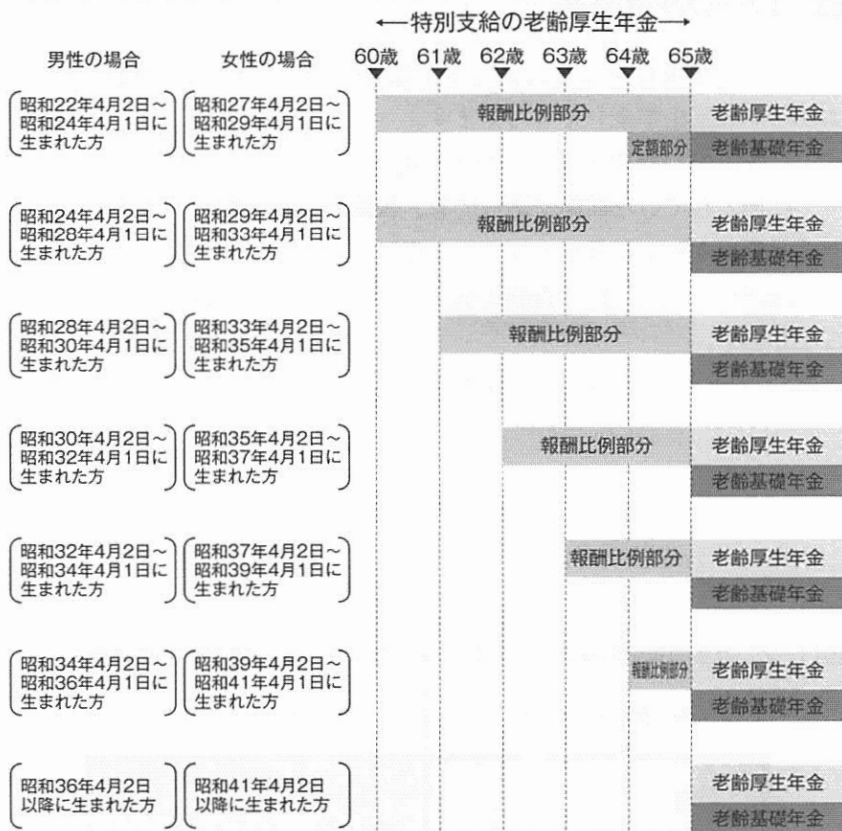 特別支給の老齢厚生年金
男性の場合 女性の場合 60歳 61歳 62歳 63歳 64歳 65歳
昭和22年4月2日〜
昭和24年4月1日に
生まれた方
昭和27年4月2日〜
昭和29年4月1日に
生まれた方
報酬比例部分 老齢厚生年金
定額部分 老齢基礎年金
昭和24年4月2日〜
昭和28年4月1日に
生まれた方
昭和29年4月2日〜
昭和33年4月1日に
生まれた方
報酬比例部分 老齢厚生年金
老齢基礎年金
昭和28年4月2日〜
昭和30年4月1日に
生まれた方
昭和33年4月2日〜
昭和35年4月1日に
生まれた方
報酬比例部分 老齢厚生年金
老齢基礎年金
昭和30年4月2日〜
昭和32年4月1日に
生まれた方
昭和35年4月2日〜
昭和37年4月1日に
生まれた方
報酬比例部分 老齢厚生年金
老齢基礎年金
昭和32年4月2日〜
昭和34年4月1日に
生まれた方
昭和37年4月2日〜
昭和39年4月1日に
生まれた方
報酬比例部分 老齢厚生年金
老齢基礎年金
昭和34年4月2日〜
昭和36年4月1日に
生まれた方
昭和39年4月2日〜
昭和41年4月1日に
生まれた方
報酬比例部分 老齢厚生年金
老齢基礎年金
昭和36年4月2日
以降に生まれた方
昭和41年4月2日
以降に生まれた方
老齢厚生年金
老齢基礎年金